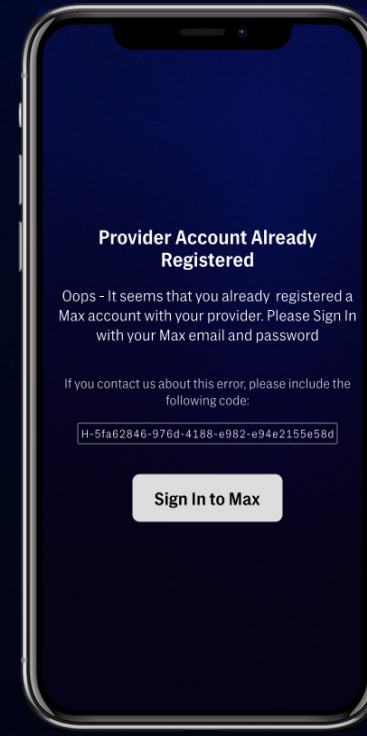 Provider Account Already
Registered
Oops - It seems that you already registered a
Max account with your provider. Please Sign In
with your Max email and password
If you contact us about this error, please include the
following code:
H-5fa62846-976d-4188-e982-e94e2155e58d
Sign In to Max